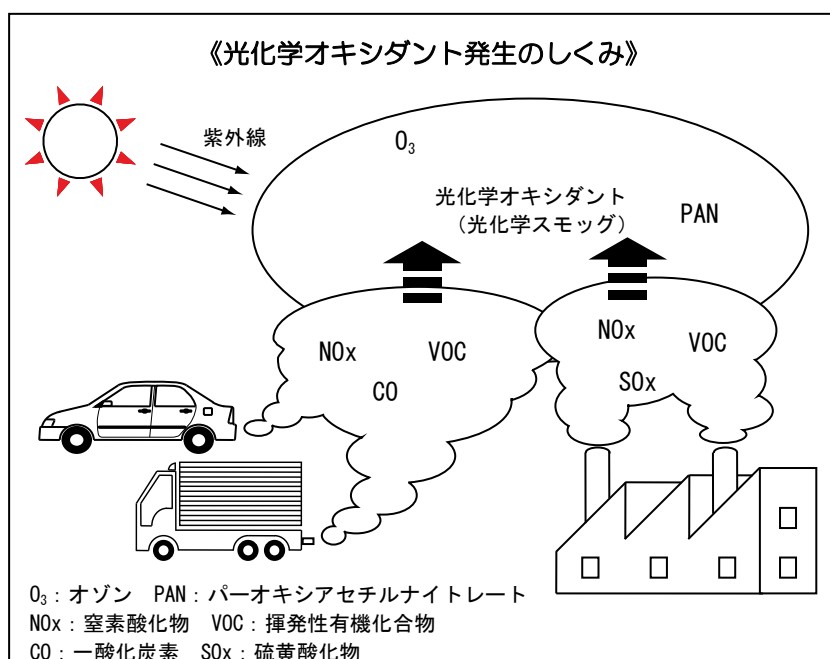 《光化学オキシダント発生のしくみ》
紫外線
O₃
光化学オキシダント
（光化学スモッグ）
PAN
NOx
VOC
CO
NOx
VOC
SOx
O₃：オゾン　PAN：パーオキシアセチルナイトレート
NOx：窒素酸化物　VOC：揮発性有機化合物
CO：一酸化炭素　SOx：硫黄酸化物